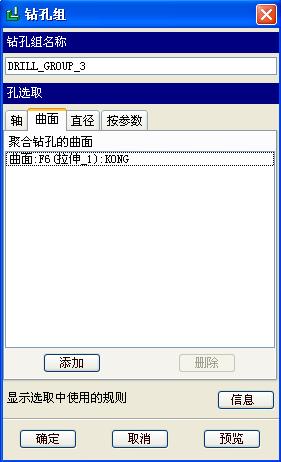 钻孔组
钻孔组名称
DRILL_GROUP_3
孔选取
轴 曲面 直径 按参数
聚合钻孔的曲面
曲面:F6(拉伸_1):KONG
添加 删除
显示选取中使用的规则 信息
确定 取消 预览